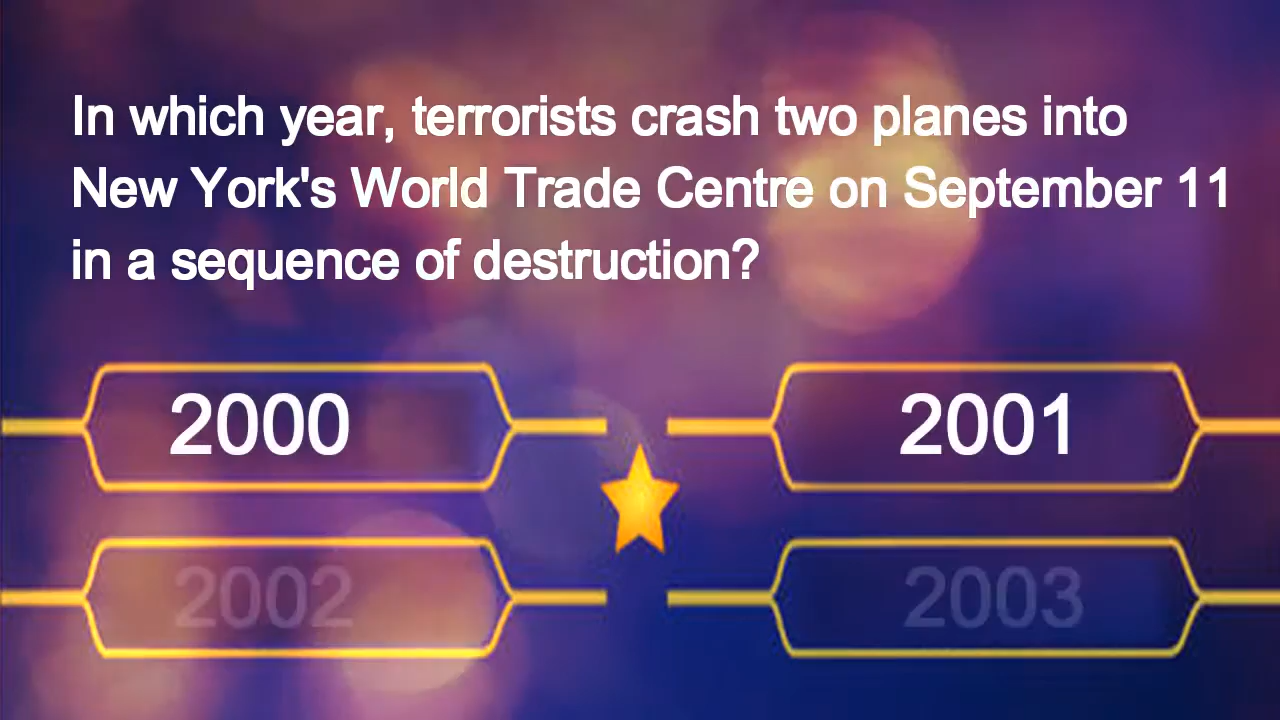 In which year, terrorists crash two planes into
New York's World Trade Centre on September 11
in a sequence of destruction?
2000
2001
2002
2003